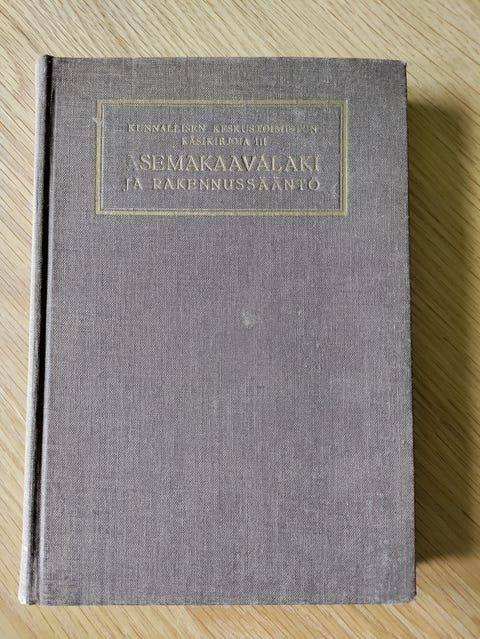 KUNNALLISEN KESKUSTOIMISTON
KÄSIKIRJOJA III
ASEMAKAAVALAKI
JA RAKENNUSSÄÄNTÖ